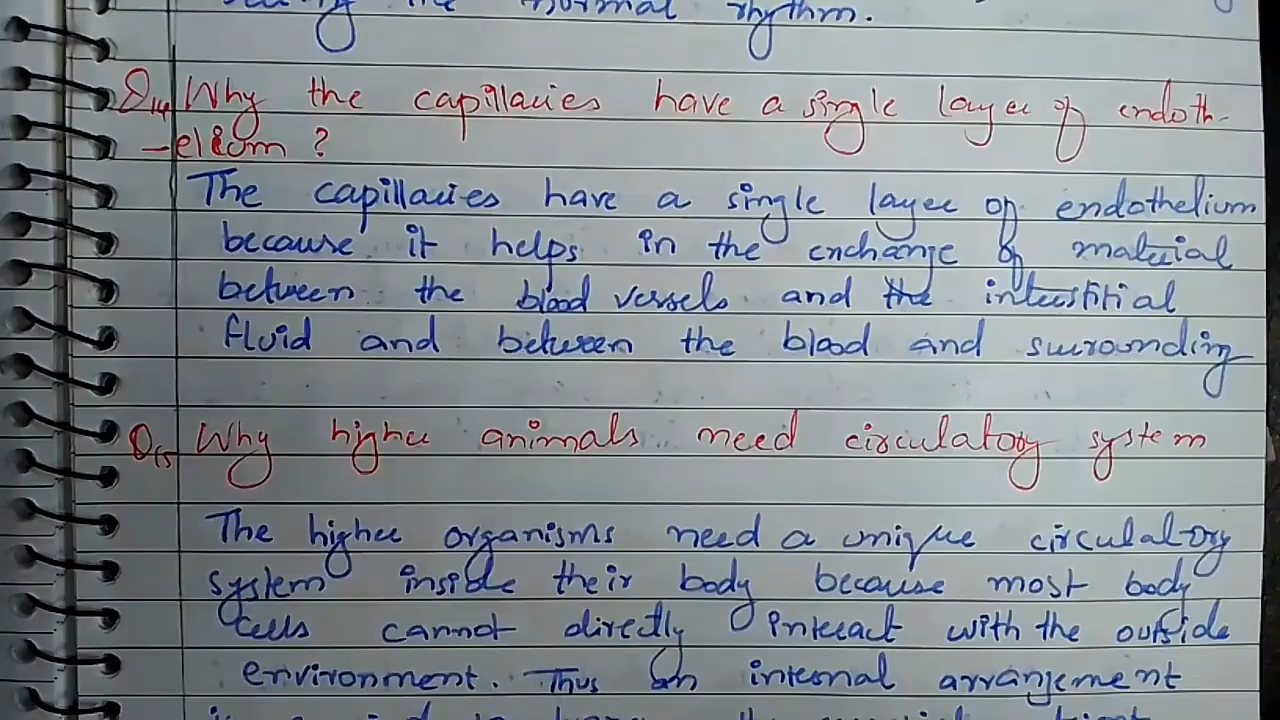 the normal rhythm.
Q14 Why the capillaries have a single layer of endoth-
-elium ?
The capillaries have a single layer of endothelium
because it helps in the exchange of material
between the blood vessels and the interstitial
fluid and between the blood and surrounding
Q15 Why higher animals need circulatory system
The higher organisms need a unique circulatory
system inside their body because most body
cells cannot directly interact with the outside
environment. Thus an internal arrangement